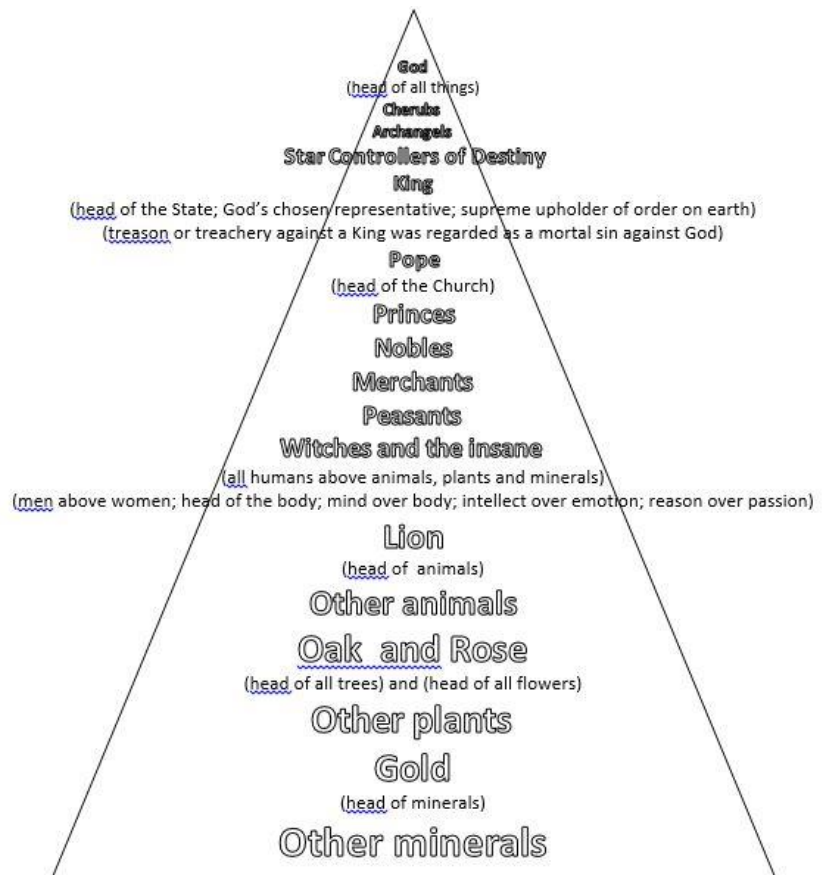 God
(head of all things)
Cherubs
Archangels
Star Controllers of Destiny
King
(head of the State; God’s chosen representative; supreme upholder of order on earth)
(treason or treachery against a King was regarded as a mortal sin against God)
Pope
(head of the Church)
Princes
Nobles
Merchants
Peasants
Witches and the insane
(all humans above animals, plants and minerals)
(men above women; head of the body; mind over body; intellect over emotion; reason over passion)
Lion
(head of  animals)
Other animals
Oak  and Rose
(head of all trees) and (head of all flowers)
Other plants
Gold
(head of minerals)
Other minerals